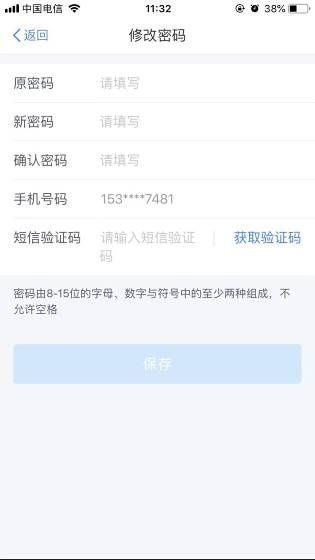 中国电信 11:32 38%
返回 修改密码
原密码 请填写
新密码 请填写
确认密码 请填写
手机号码 153****7481
短信验证码 请输入短信验证码 获取验证码
密码由8-15位的字母、数字与符号中的至少两种组成，不
允许空格
保存